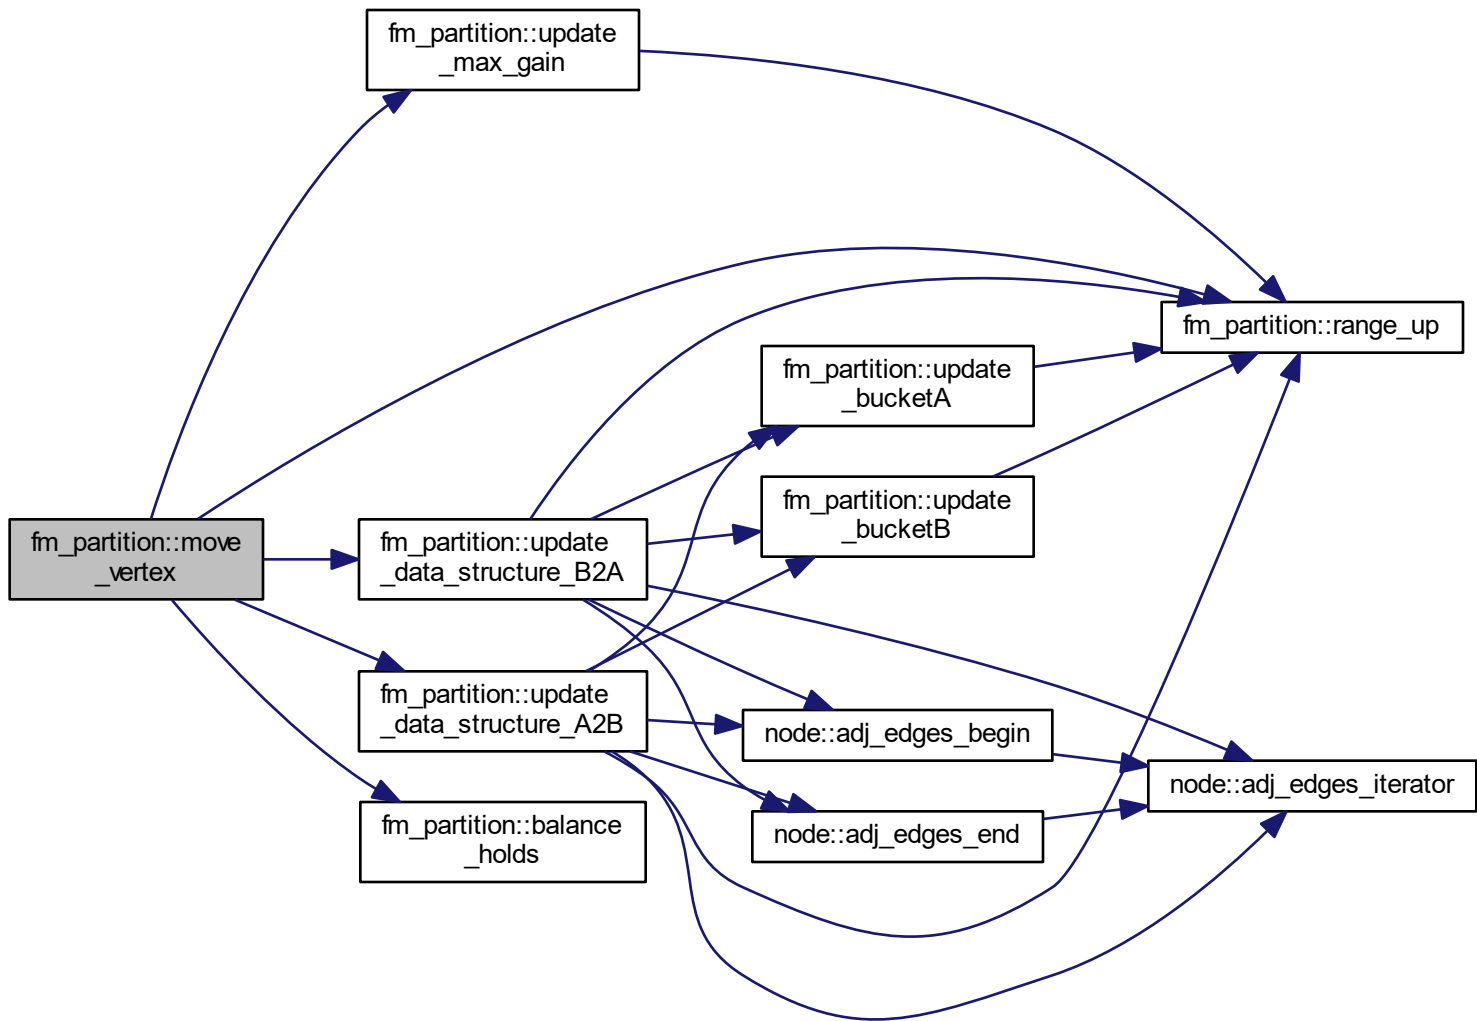 fm_partition::update
_max_gain
fm_partition::range_up
fm_partition::update
_bucketA
fm_partition::update
_bucketB
fm_partition::move
_vertex
fm_partition::update
_data_structure_B2A
fm_partition::update
_data_structure_A2B
node::adj_edges_begin
node::adj_edges_iterator
fm_partition::balance
_holds
node::adj_edges_end